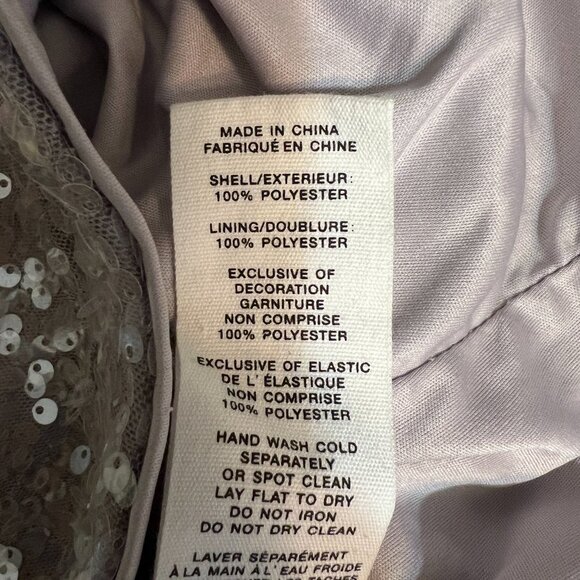 MADE IN CHINA
FABRIQUÉ EN CHINE
SHELL/EXTERIEUR:
100% POLYESTER
LINING/DOUBLURE:
100% POLYESTER
EXCLUSIVE OF
DECORATION
GARNITURE
NON COMPRISE
100% POLYESTER
EXCLUSIVE OF ELASTIC
DE L'ÉLASTIQUE
NON COMPRISE
100% POLYESTER
HAND WASH COLD
SEPARATELY
OR SPOT CLEAN
LAY FLAT TO DRY
DO NOT IRON
DO NOT DRY CLEAN
LAVER SÉPARÉMENT
À LA MAIN À L'EAU FROIDE